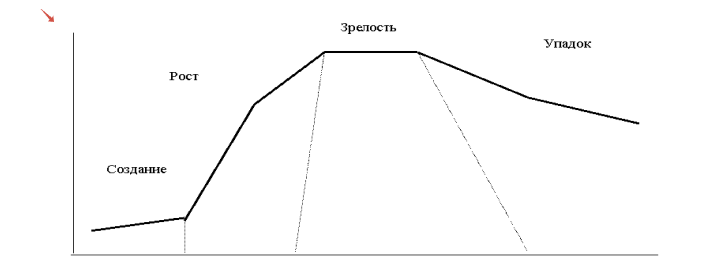 Зрелость
Упадок
Рост
Создание